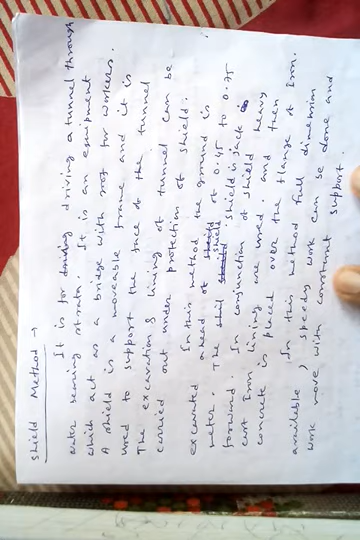 Shield Method →
It is for driving a tunnel through
water bearing strata. It is an equipment
which act as a bridge with roof for workers.
A shield is a moveable frame and it is
used to support the face of the tunnel
The excavation & lining of tunnel can be
carried out under protection of shield.
In this method the ground is
excavated ahead of shield of 0.45 to 0.75
meter. The shield is jack
forward. In conjunction of shield heavy
cast Iron lining are used. and then
concrete is placed over the flange of Iron.
In this method full dimension
available, speedy work can be done and
work move with constant support.